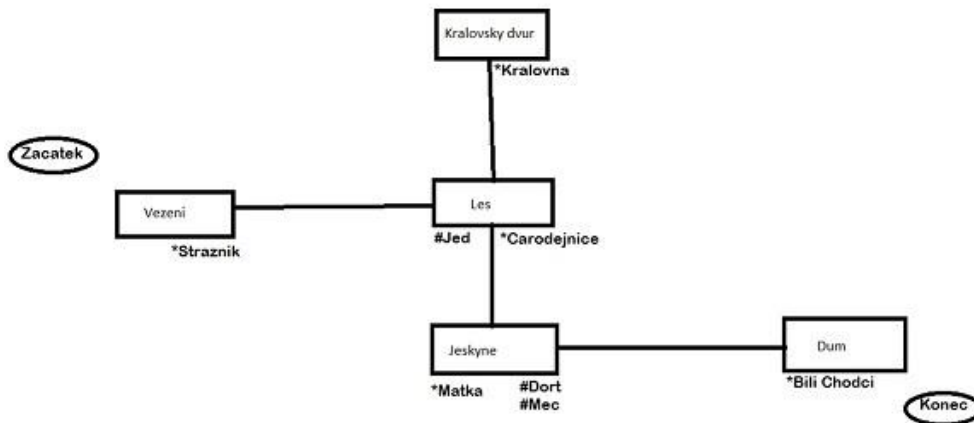 Kralovsky dvur
*Kralovna
Zacatek
Vezeni
*Straznik
Les
#Jed
*Carodejnice
Jeskyne
*Matka
#Dort
#Mec
Dum
*Bili Chodci
Konec